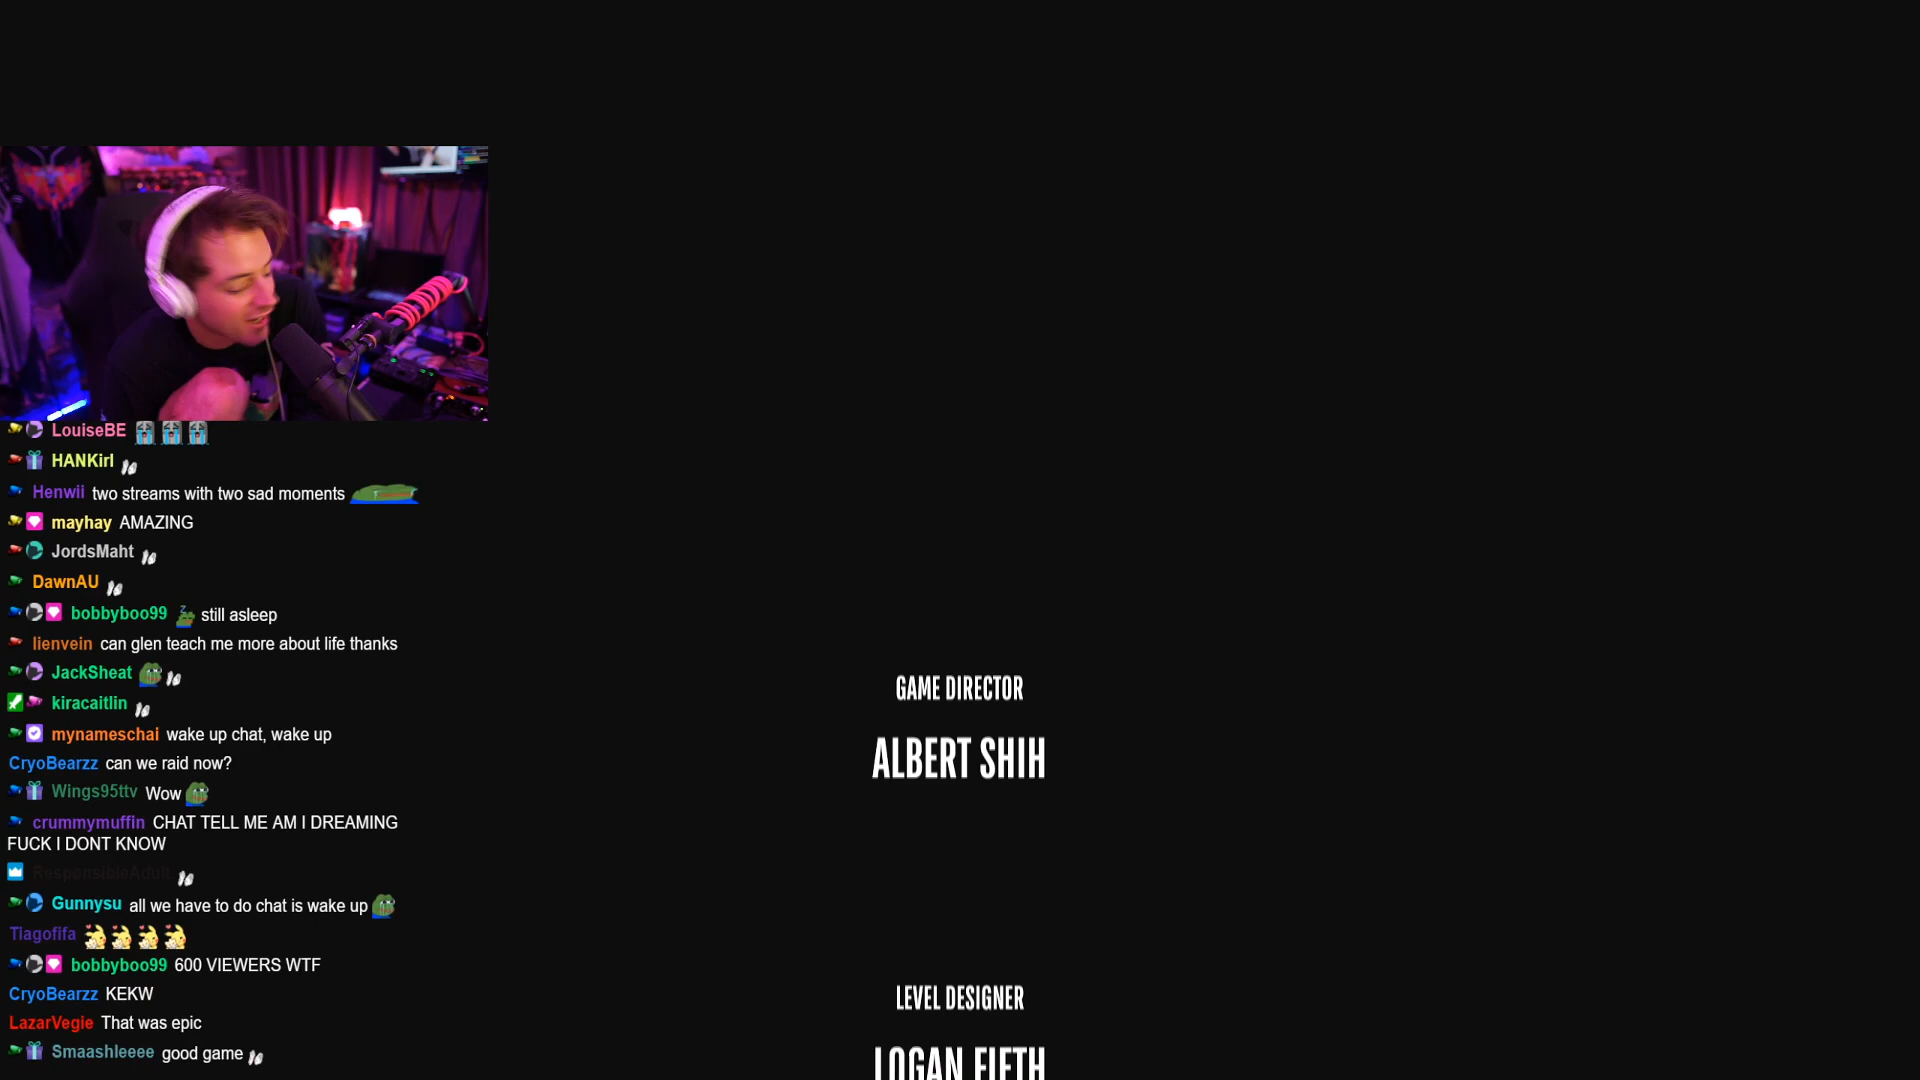 LouiseBE
HANKirl
Henwii two streams with two sad moments
mayhay AMAZING
JordsMaht
DawnAU
bobbyboo99 still asleep
lienvein can glen teach me more about life thanks
JackSheat
kiracaitlin
mynameschai wake up chat, wake up
CryoBearzz can we raid now?
Wings95ttv Wow
crummymuffin CHAT TELL ME AM I DREAMING
FUCK I DONT KNOW
ResponsibleAdult
Gunnysu all we have to do chat is wake up
Tiagofifa
bobbyboo99 600 VIEWERS WTF
CryoBearzz KEKW
LazarVegie That was epic
Smaashleeee good game
GAME DIRECTOR
ALBERT SHIH
LEVEL DESIGNER
LOGAN FIETH